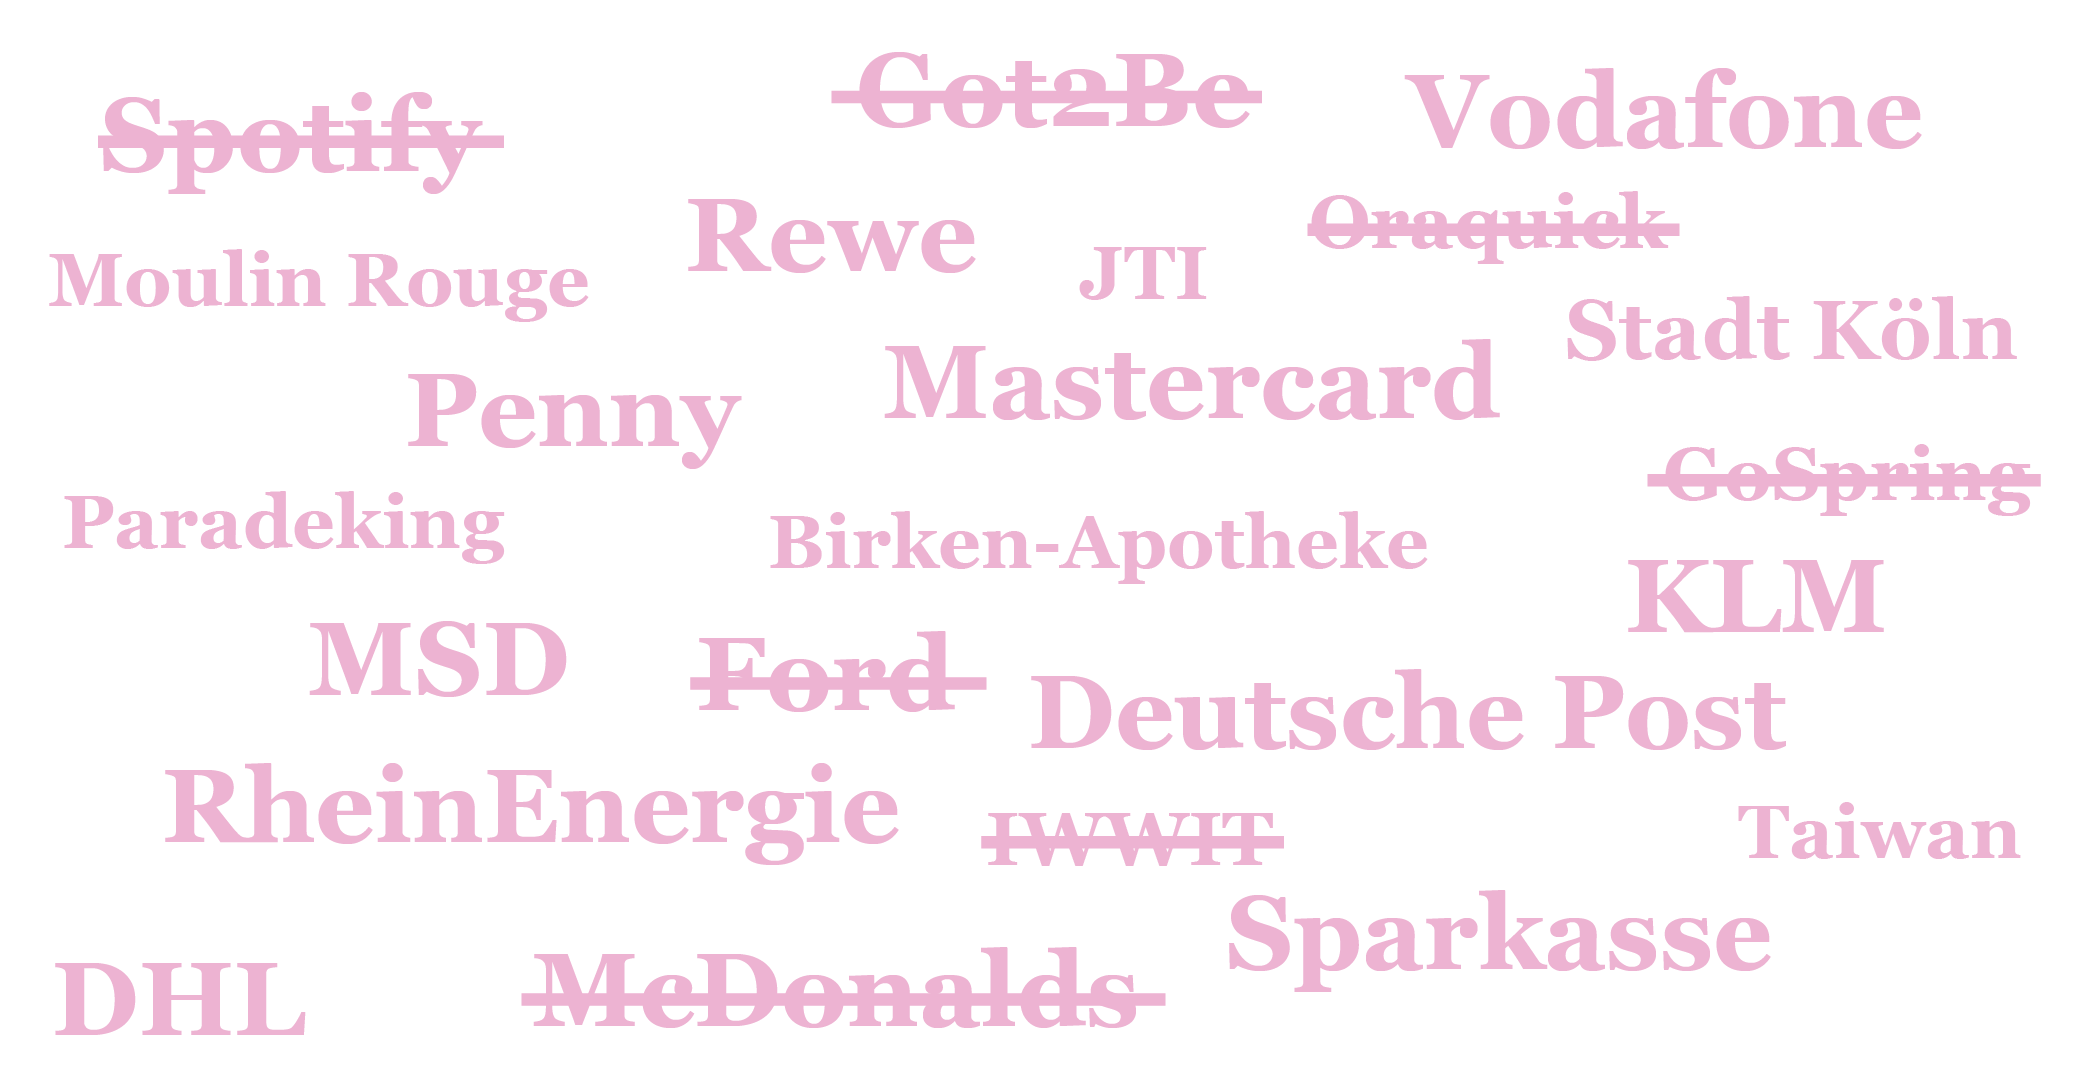 Got2Be
Vodafone
Spotify
Rewe
Oraquick
Moulin Rouge
JTI
Stadt Köln
Mastercard
Penny
GoSpring
Paradeking
Birken-Apotheke
KLM
MSD
Ford
Deutsche Post
RheinEnergie
IWWIT
Taiwan
Sparkasse
DHL
McDonalds